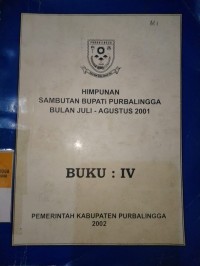 HIMPUNAN
SAMBUTAN BUPATI PURBALINGGA
BULAN JULI - AGUSTUS 2001
BUKU : IV
PEMERINTAH KABUPATEN PURBALINGGA
2002